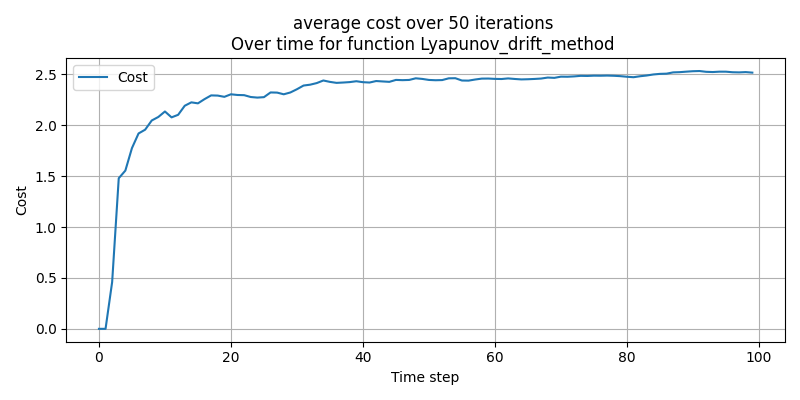 average cost over 50 iterations
Over time for function Lyapunov_drift_method
Cost
2.5
2.0
1.5
1.0
0.5
0.0
Cost
0
20
40
60
80
100
Time step